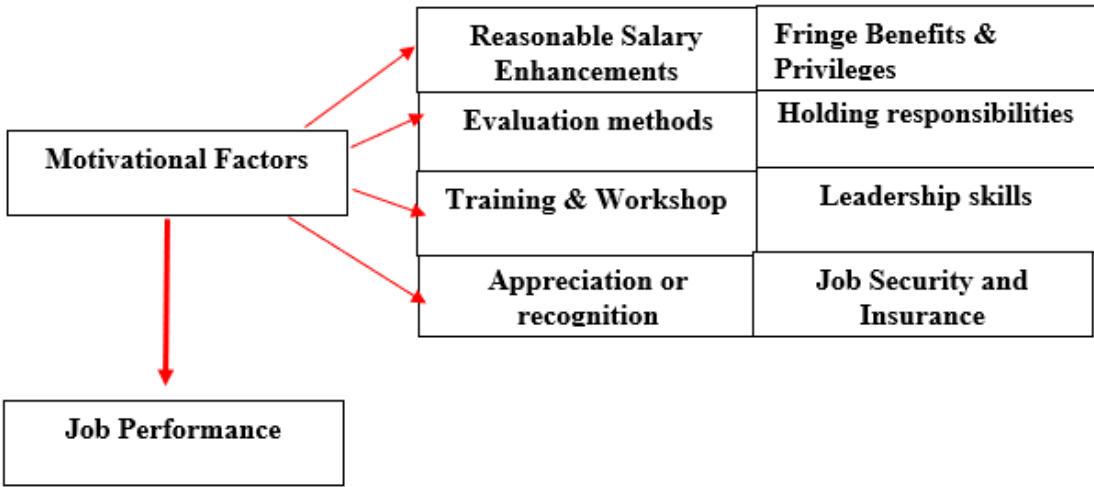 Reasonable Salary
Enhancements
Fringe Benefits &
Privileges
Evaluation methods
Holding responsibilities
Motivational Factors
Training & Workshop
Leadership skills
Appreciation or
recognition
Job Security and
Insurance
Job Performance